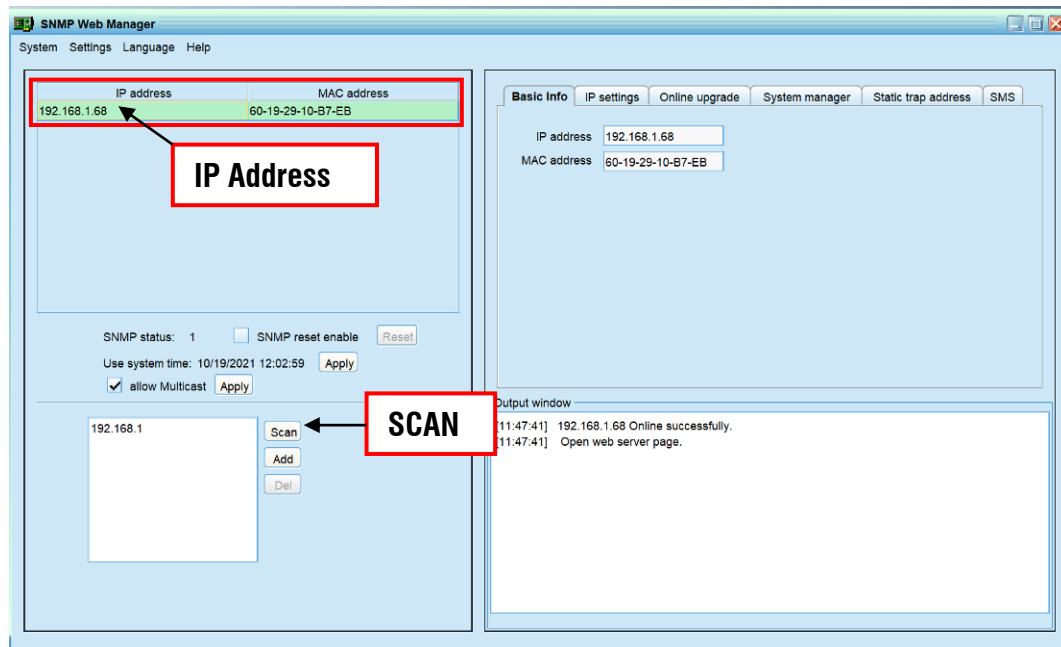 SNMP Web Manager
System Settings Language Help
IP address MAC address
192.168.1.68 60-19-29-10-B7-EB
IP Address
SNMP status: 1 SNMP reset enable Reset
Use system time: 10/19/2021 12:02:59 Apply
allow Multicast Apply
192.168.1
Scan
Add
Del
SCAN
Basic Info IP settings Online upgrade System manager Static trap address SMS
IP address 192.168.1.68
MAC address 60-19-29-10-B7-EB
Output window
[11:47:41] 192.168.1.68 Online successfully.
[11:47:41] Open web server page.